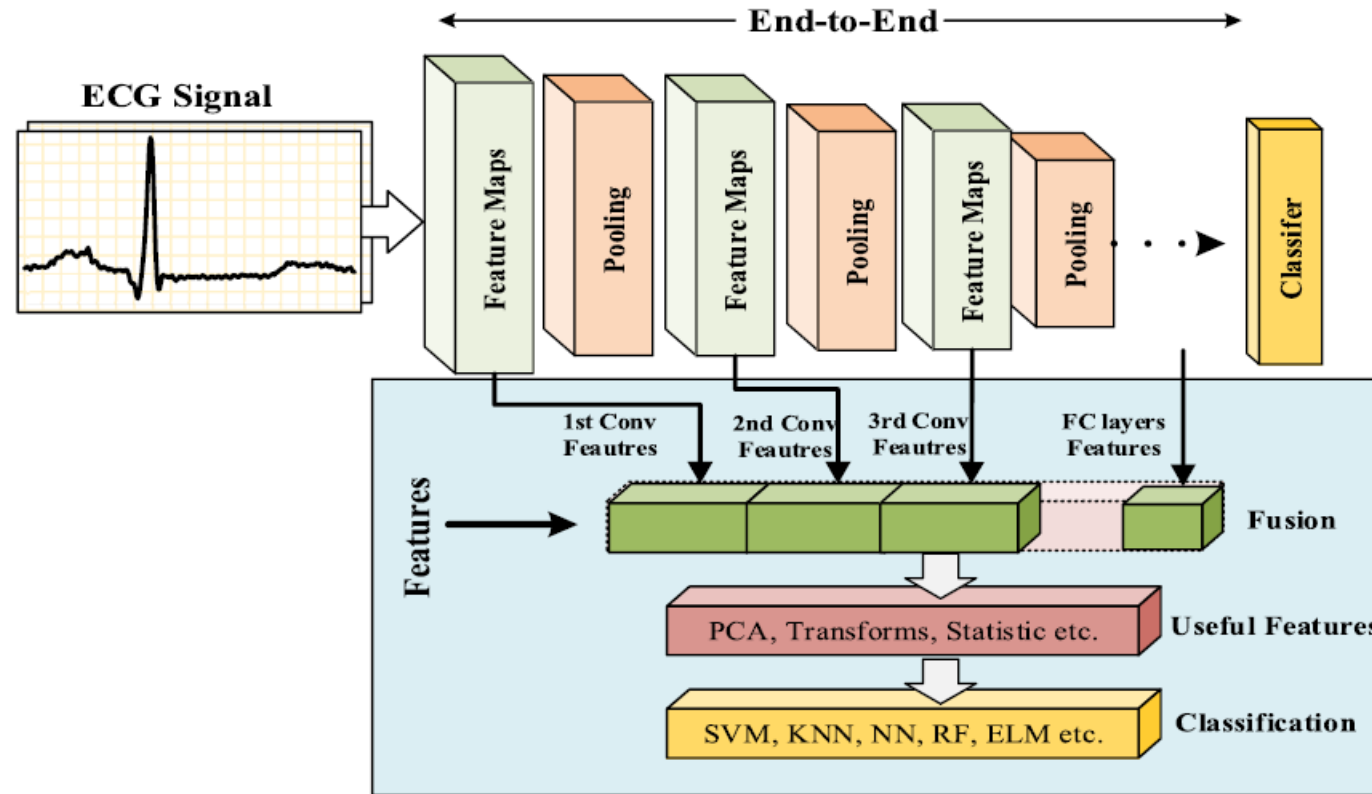 End-to-End
ECG Signal
Feature Maps
Pooling
Feature Maps
Pooling
Feature Maps
Pooling
Classifer
1st Conv
Feautres
2nd Conv
Feautres
3rd Conv
Feautres
FC layers
Features
Features
Fusion
PCA, Transforms, Statistic etc.
Useful Features
SVM, KNN, NN, RF, ELM etc.
Classification